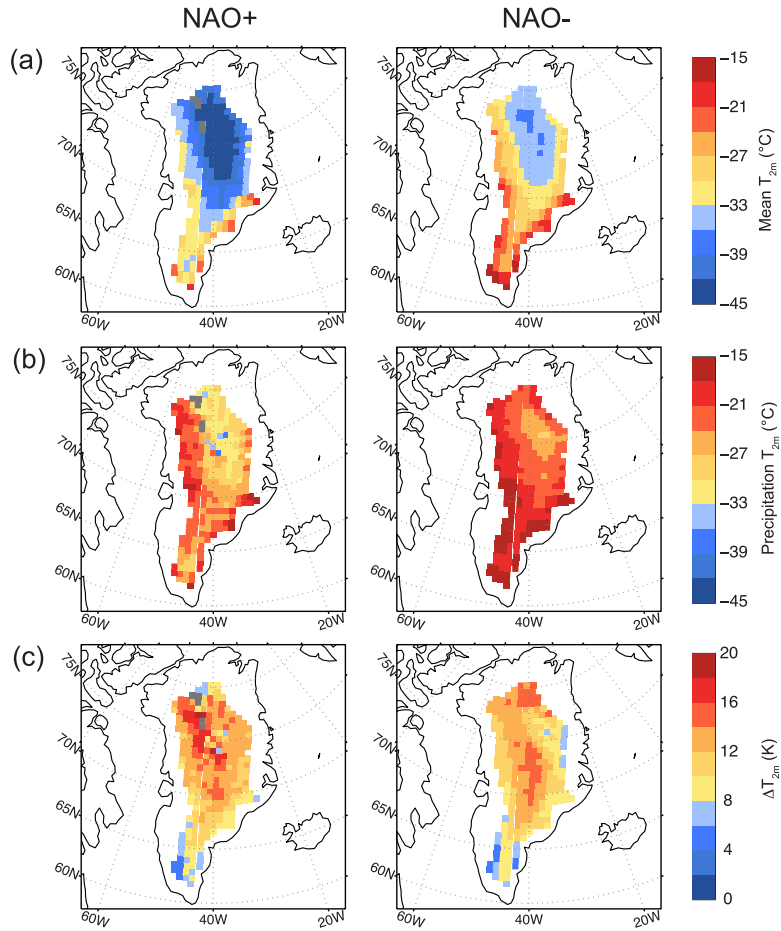 NAO+ NAO-
(a)
75N 70N 65N 60N
60W 40W 20W
60W 40W 20W
-15
-21
-27
-33
-39
-45
Mean T2m (°C)
(b)
75N 70N 65N 60N
60W 40W 20W
60W 40W 20W
-15
-21
-27
-33
-39
-45
Precipitation T2m (°C)
(c)
75N 70N 65N 60N
60W 40W 20W
60W 40W 20W
20
16
12
8
4
0
ΔT2m (K)
75N 70N 65N 60N
75N 70N 65N 60N
75N 70N 65N 60N